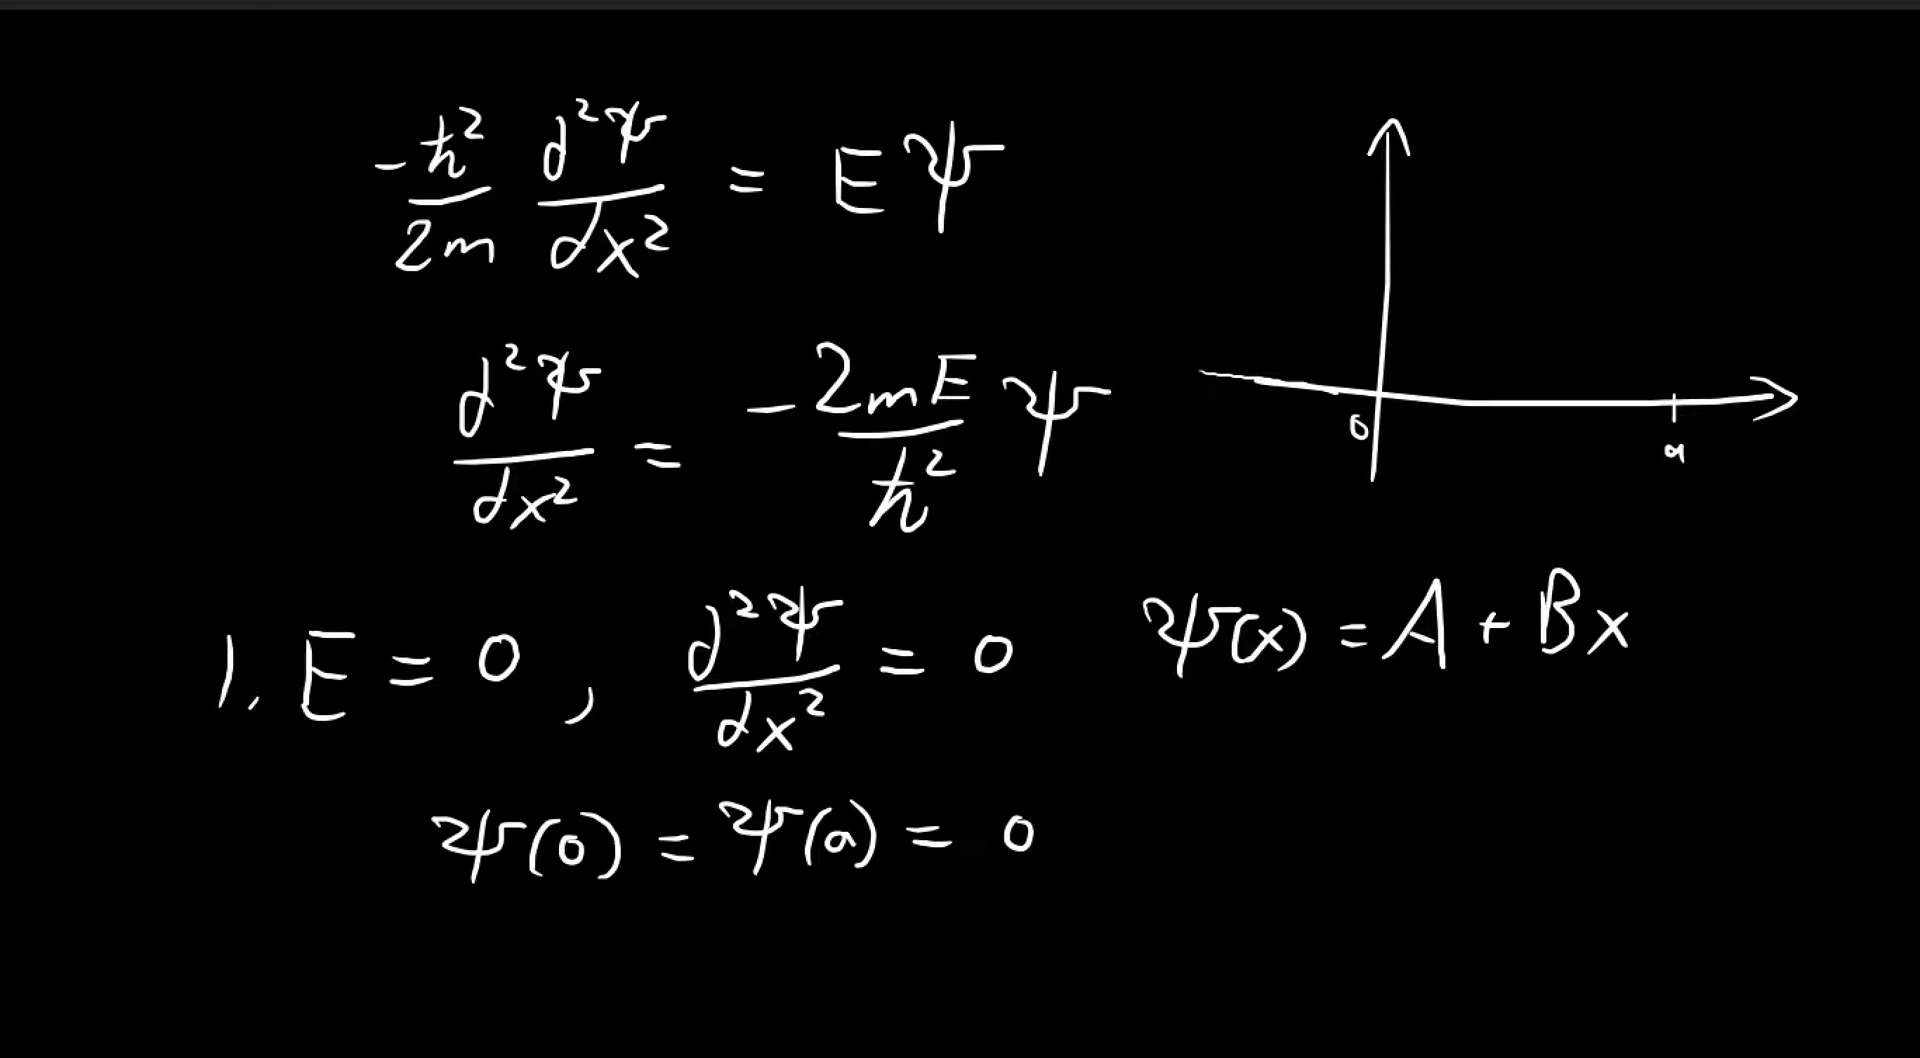 -ħ²/2m d²ψ/dx² = Eψ
d²ψ/dx² = -2mE/ħ² ψ
0 a
1. E = 0, d²ψ/dx² = 0 ψ(x) = A + Bx
ψ(0) = ψ(a) = 0